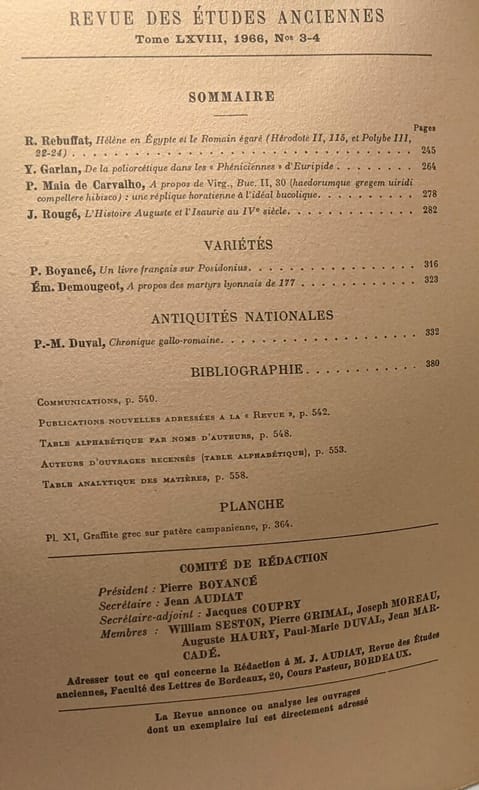 REVUE DES ÉTUDES ANCIENNES
Tome LXVIII, 1966, Nos 3-4
SOMMAIRE
Pages
R. Rebuffat, Hélène en Égypte et le Romain égaré (Hérodote II, 115, et Polybe III,
22-24) . . . . . . . . . . 245
Y. Garlan, De la poliorcétique dans les « Phéniciennes » d'Euripide . . . . . . . . . . 264
P. Maia de Carvalho, A propos de Virg., Buc. II, 30 (haedorumque gregem uiridi
compellere hibisco) : une réplique horatienne à l'idéal bucolique. . . . . . . . . . 278
J. Rougé, L'Histoire Auguste et l'Isaurie au IVe siècle. . . . . . . . . . 282
VARIÉTÉS
P. Boyancé, Un livre français sur Posidonius. . . . . . . . . . 316
Ém. Demougeot, A propos des martyrs lyonnais de 177 . . . . . . . . . . 323
ANTIQUITÉS NATIONALES
P.-M. Duval, Chronique gallo-romaine. . . . . . . . . . 332
BIBLIOGRAPHIE. . . . . . . . . . 380
Communications, p. 540.
Publications nouvelles adressées a la « Revue », p. 542.
Table alphabétique par noms d'auteurs, p. 548.
Auteurs d'ouvrages recensés (table alphabétique), p. 553.
Table analytique des matières, p. 558.
PLANCHE
Pl. XI, Graffite grec sur patère campanienne, p. 364.
COMITÉ DE RÉDACTION
Président : Pierre BOYANCÉ
Secrétaire : Jean AUDIAT
Secrétaire-adjoint : Jacques COUPRY
Membres : William SESTON, Pierre GRIMAL, Joseph MOREAU,
Auguste HAURY, Paul-Marie DUVAL, Jean MAR-
CADÉ.
Adresser tout ce qui concerne la Rédaction à M. J. AUDIAT, Revue des Études
anciennes, Faculté des Lettres de Bordeaux, 20, Cours Pasteur, BORDEAUX.
La Revue annonce ou analyse les ouvrages
dont un exemplaire lui est directement adressé